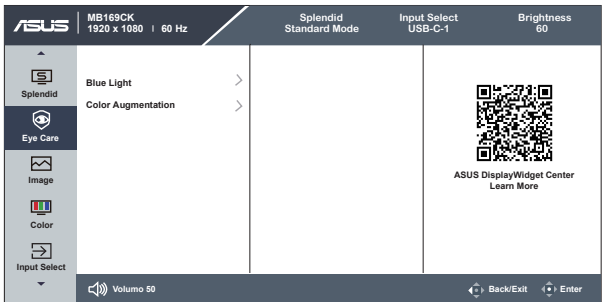 ASUS
MB169CK
1920 x 1080 | 60 Hz
Splendid
Standard Mode
Input Select
USB-C-1
Brightness
60
Splendid
Eye Care
Image
Color
Input Select
Blue Light
Color Augmentation
ASUS DisplayWidget Center
Learn More
Volumo 50
Back/Exit
Enter